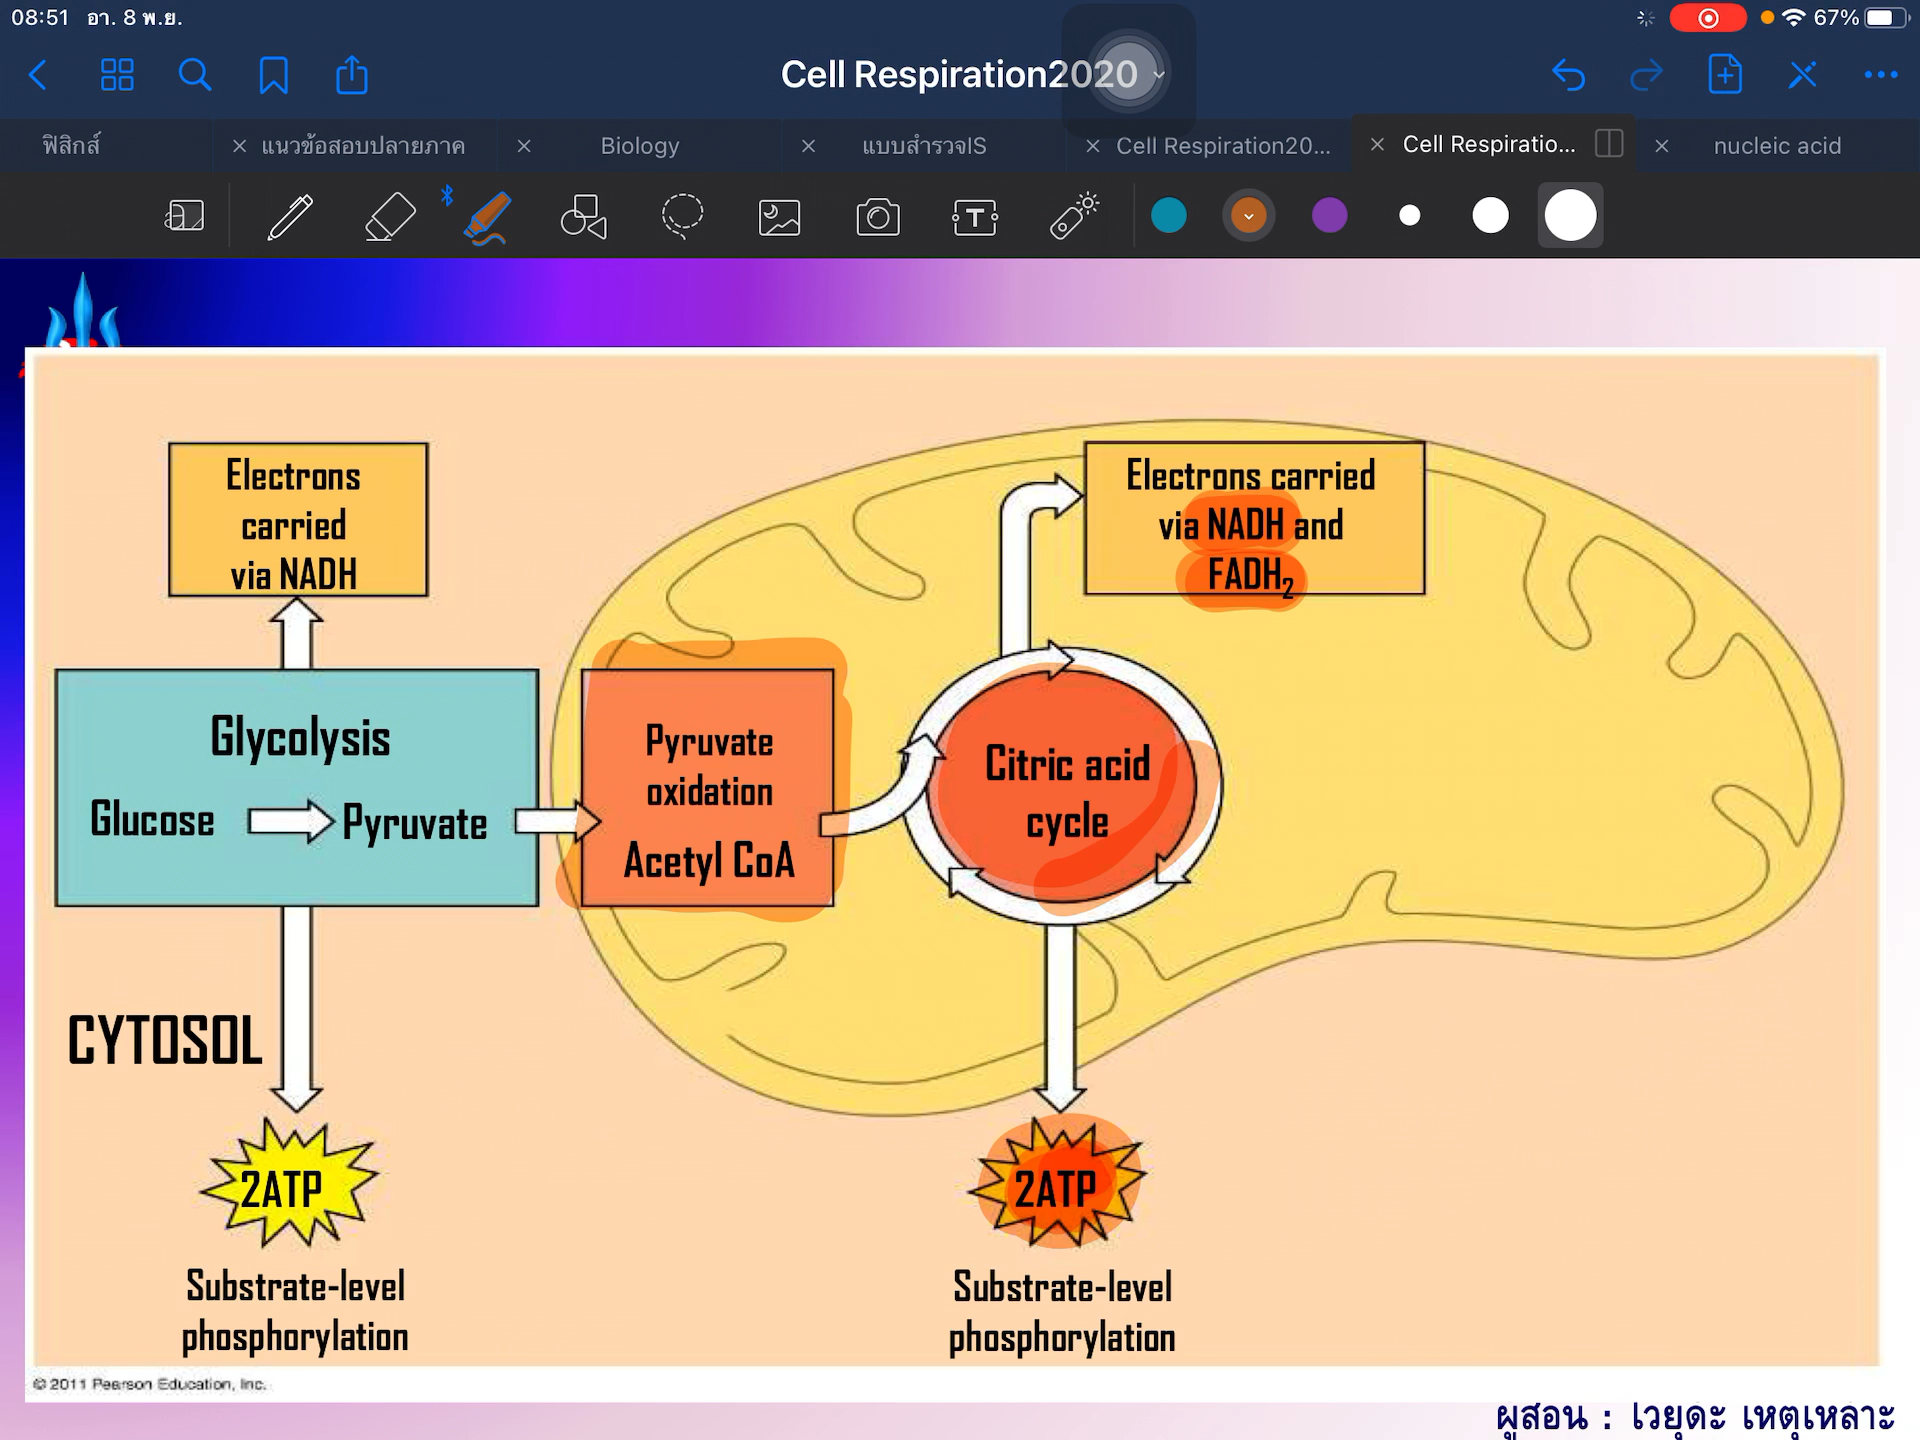 08:51 อา. 8 พ.ย.
67%
Cell Respiration2020
ฟิสิกส์
แนวข้อสอบปลายภาค
Biology
แบบสำรวจIS
Cell Respiration20...
Cell Respiratio...
nucleic acid
Electrons
carried
via NADH
Electrons carried
via NADH and
FADH₂
Glycolysis
Glucose
Pyruvate
Pyruvate
oxidation
Acetyl CoA
Citric acid
cycle
CYTOSOL
2ATP
2ATP
Substrate-level
phosphorylation
Substrate-level
phosphorylation
© 2011 Pearson Education, Inc.
ผู้สอน : เวยุดะ เหตุเหลาะ